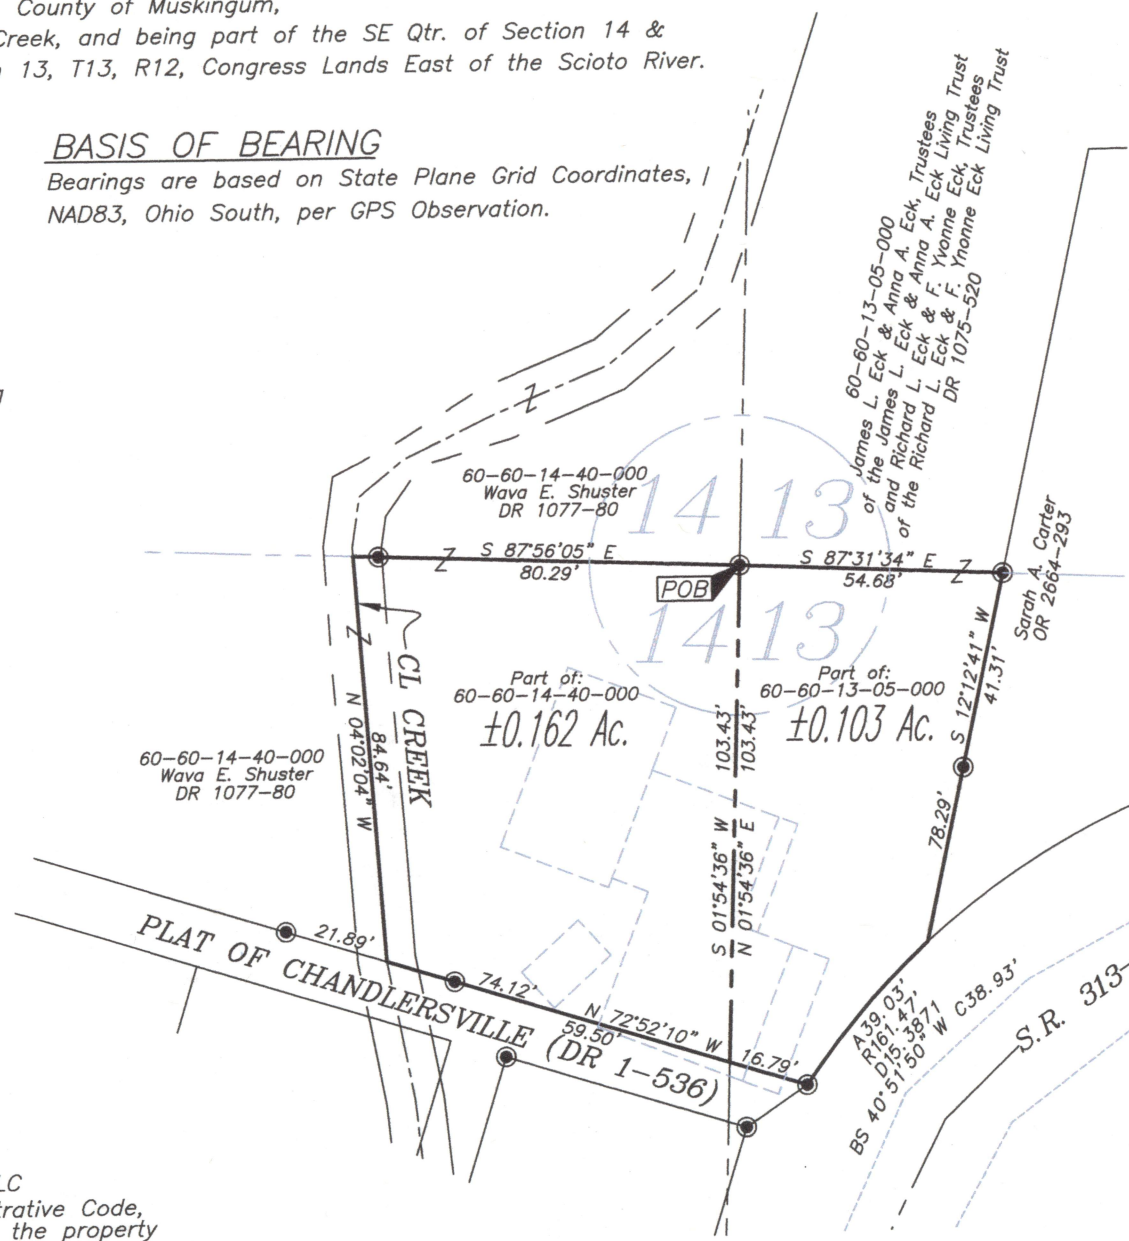 County of Muskingum,
Creek, and being part of the SE Qtr. of Section 14 &
13, T13, R12, Congress Lands East of the Scioto River.
BASIS OF BEARING
Bearings are based on State Plane Grid Coordinates,
NAD83, Ohio South, per GPS Observation.
60-60-13-05-000
James L. Eck & Anna A. Eck, Trustees
of the James L. Eck & Anna A. Eck Living Trust
and Richard L. Eck & F. Yvonne Eck, Trustees
of the Richard L. Eck & F. Ynonne Eck Living Trust
DR 1075-520
60-60-14-40-000
Wava E. Shuster
DR 1077-80
14 13
S 87°56'05" E
80.29'
S 87°31'34" E
54.68'
POB
14 13
Sarah A. Carter
OR 2664-293
S 12°12'41" W
41.31'
78.29'
CL CREEK
N 04°02'04" W
84.64'
Part of:
60-60-14-40-000
±0.162 Ac.
Part of:
60-60-13-05-000
±0.103 Ac.
103.43'
103.43'
S 01°54'36" W
N 01°54'36" E
60-60-14-40-000
Wava E. Shuster
DR 1077-80
21.89'
74.12'
N 72°52'10" W
59.50'
16.79'
PLAT OF CHANDLERSVILLE (DR 1-536)
A39.03'
R161.47'
D15.3871
BS 40°51'50" W C38.93'
S.R. 313
LC
trative Code,
the property